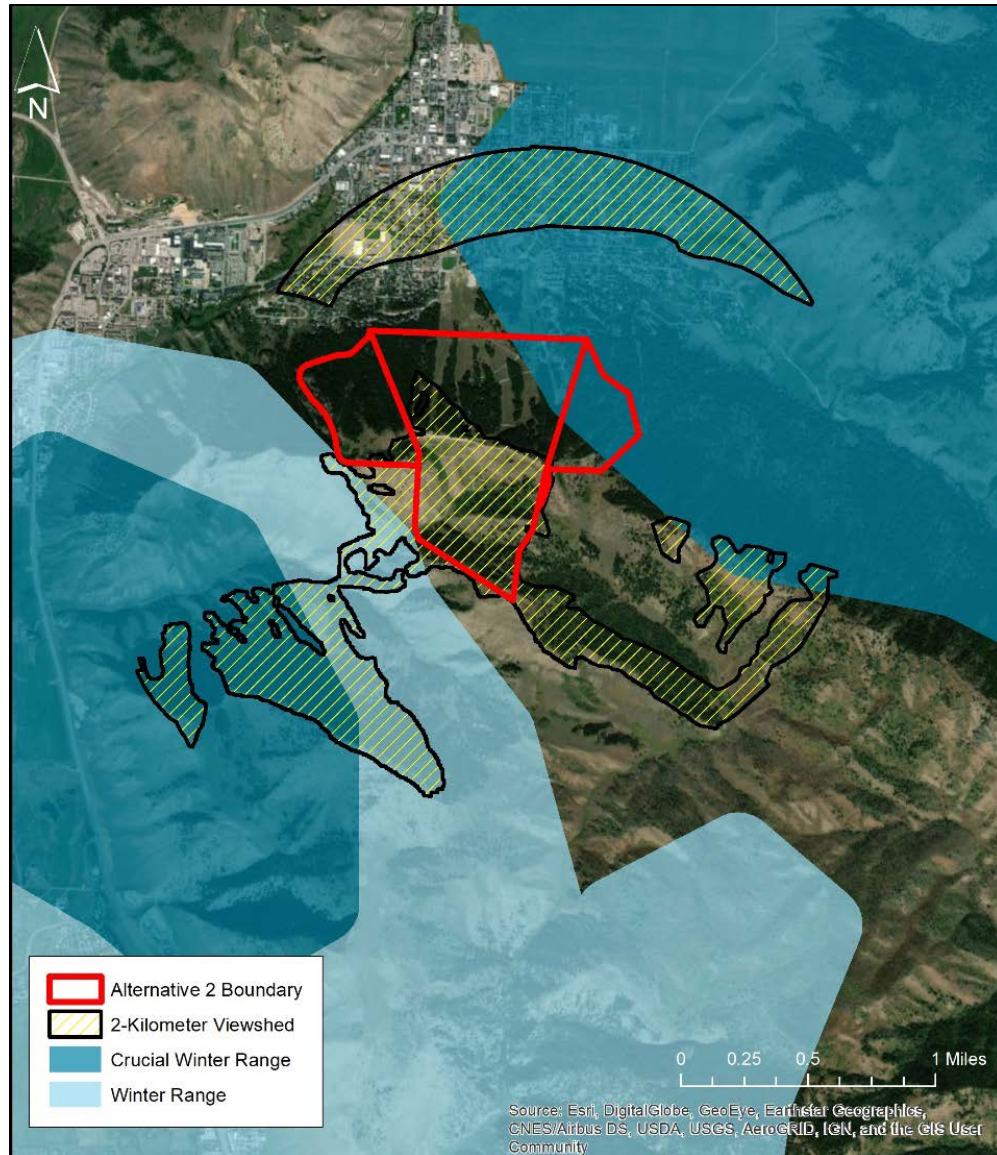 N
Alternative 2 Boundary
2-Kilometer Viewshed
Crucial Winter Range
Winter Range
0 0.25 0.5 1 Miles
Source: Esri, DigitalGlobe, GeoEye, Earthstar Geographics,
CNES/Airbus DS, USDA, USGS, AeroGRID, IGN, and the GIS User
Community